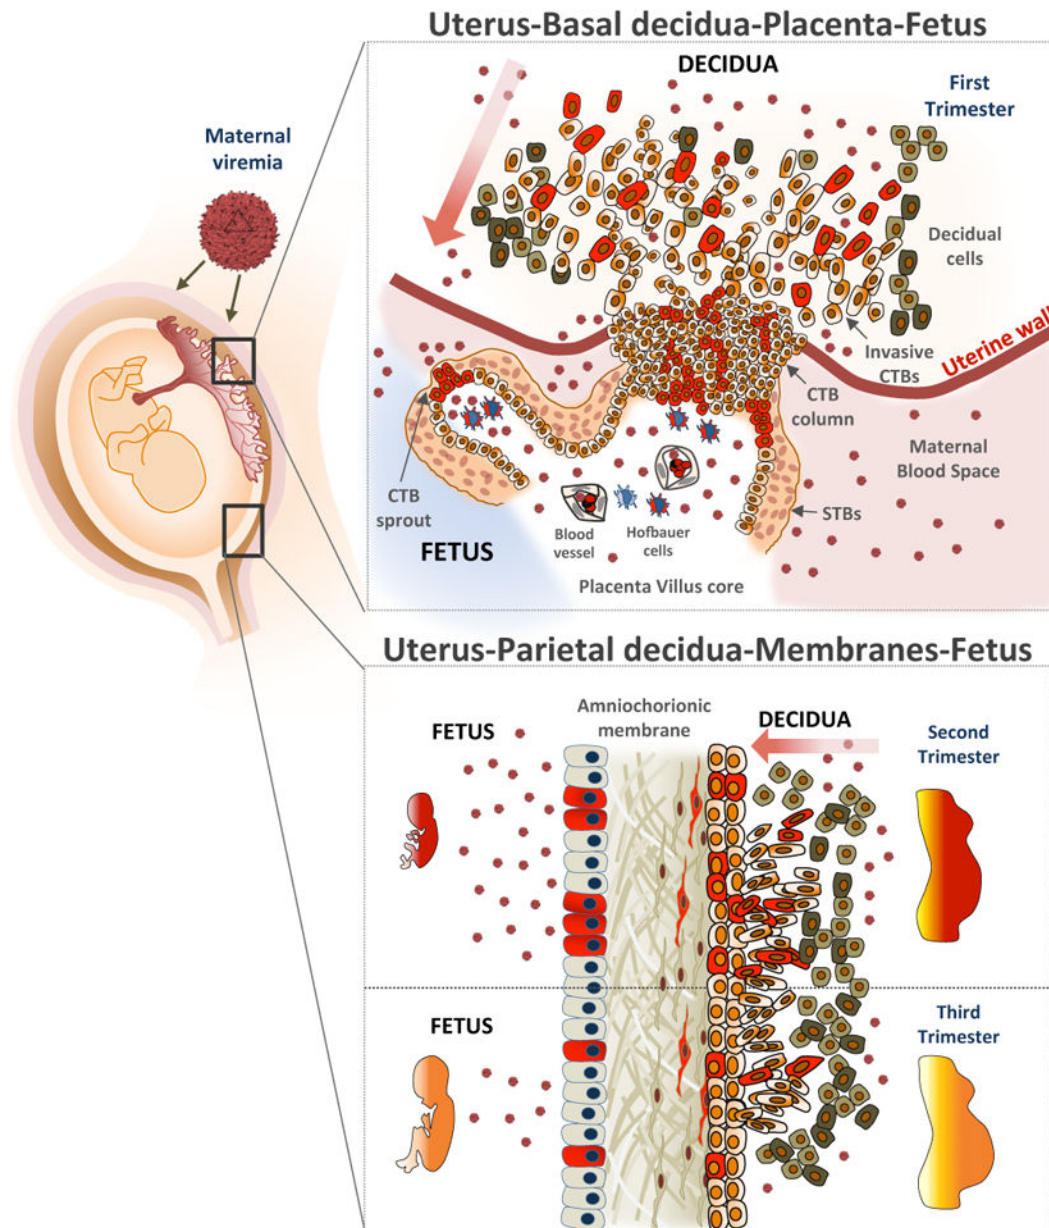 Uterus-Basal decidua-Placenta-Fetus
DECIDUA
First
Trimester
Maternal
viremia
Decidual
cells
Uterine wall
Invasive
CTBs
CTB
column
Maternal
Blood Space
CTB
sprout
STBs
Blood
vessel
Hofbauer
cells
FETUS
Placenta Villus core
Uterus-Parietal decidua-Membranes-Fetus
FETUS
Amniochorionic
membrane
DECIDUA
Second
Trimester
FETUS
Third
Trimester